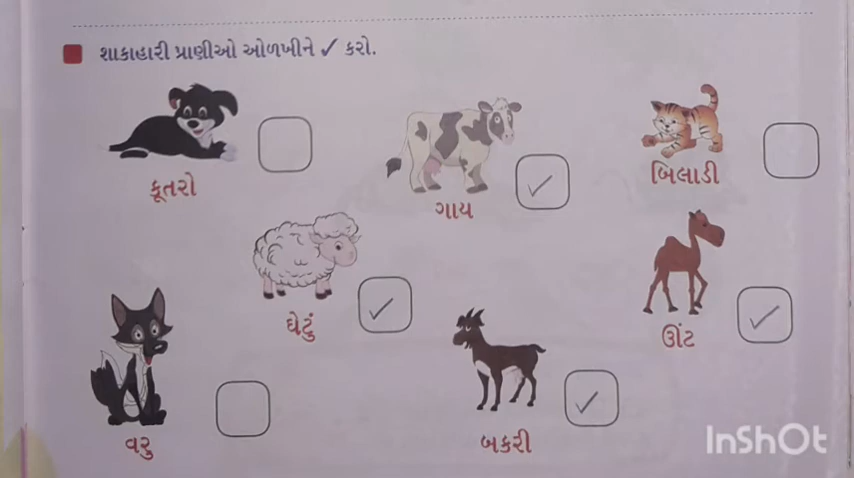 શાકાહારી પ્રાણીઓ ઓળખીને ✓ કરો.
કૂતરો
ગાય
બિલાડી
ઘેટું
ઊંટ
વરુ
બકરી
InShOt